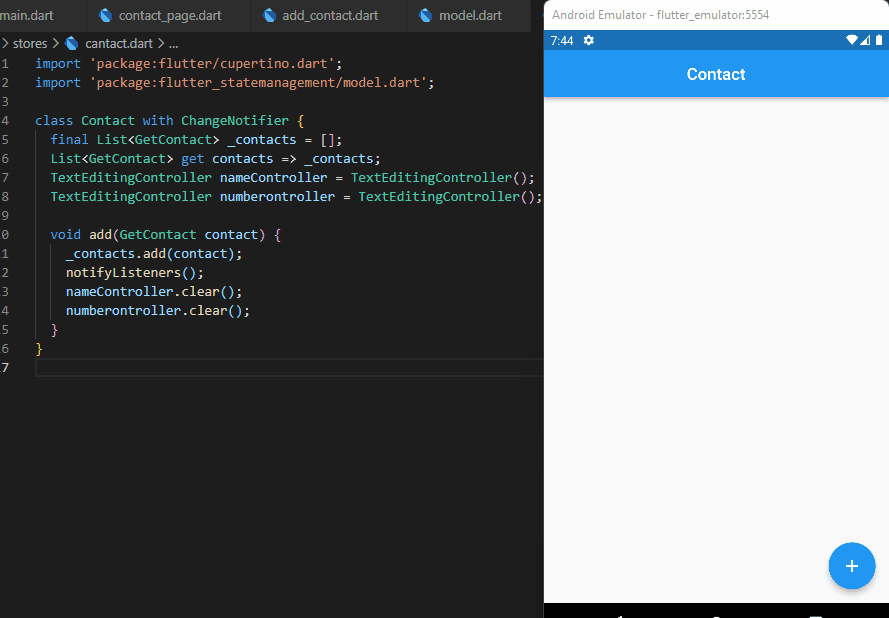 main.dart
contact_page.dart
add_contact.dart
model.dart
stores > cantact.dart > ...
1 import 'package:flutter/cupertino.dart';
2 import 'package:flutter_statemanagement/model.dart';
3
4 class Contact with ChangeNotifier {
5 final List<GetContact> _contacts = [];
6 List<GetContact> get contacts => _contacts;
7 TextEditingController nameController = TextEditingController();
8 TextEditingController numberontroller = TextEditingController();
9
0 void add(GetContact contact) {
1 _contacts.add(contact);
2 notifyListeners();
3 nameController.clear();
4 numberontroller.clear();
5 }
6 }
7
Android Emulator - flutter_emulator:5554
7:44
Contact
+